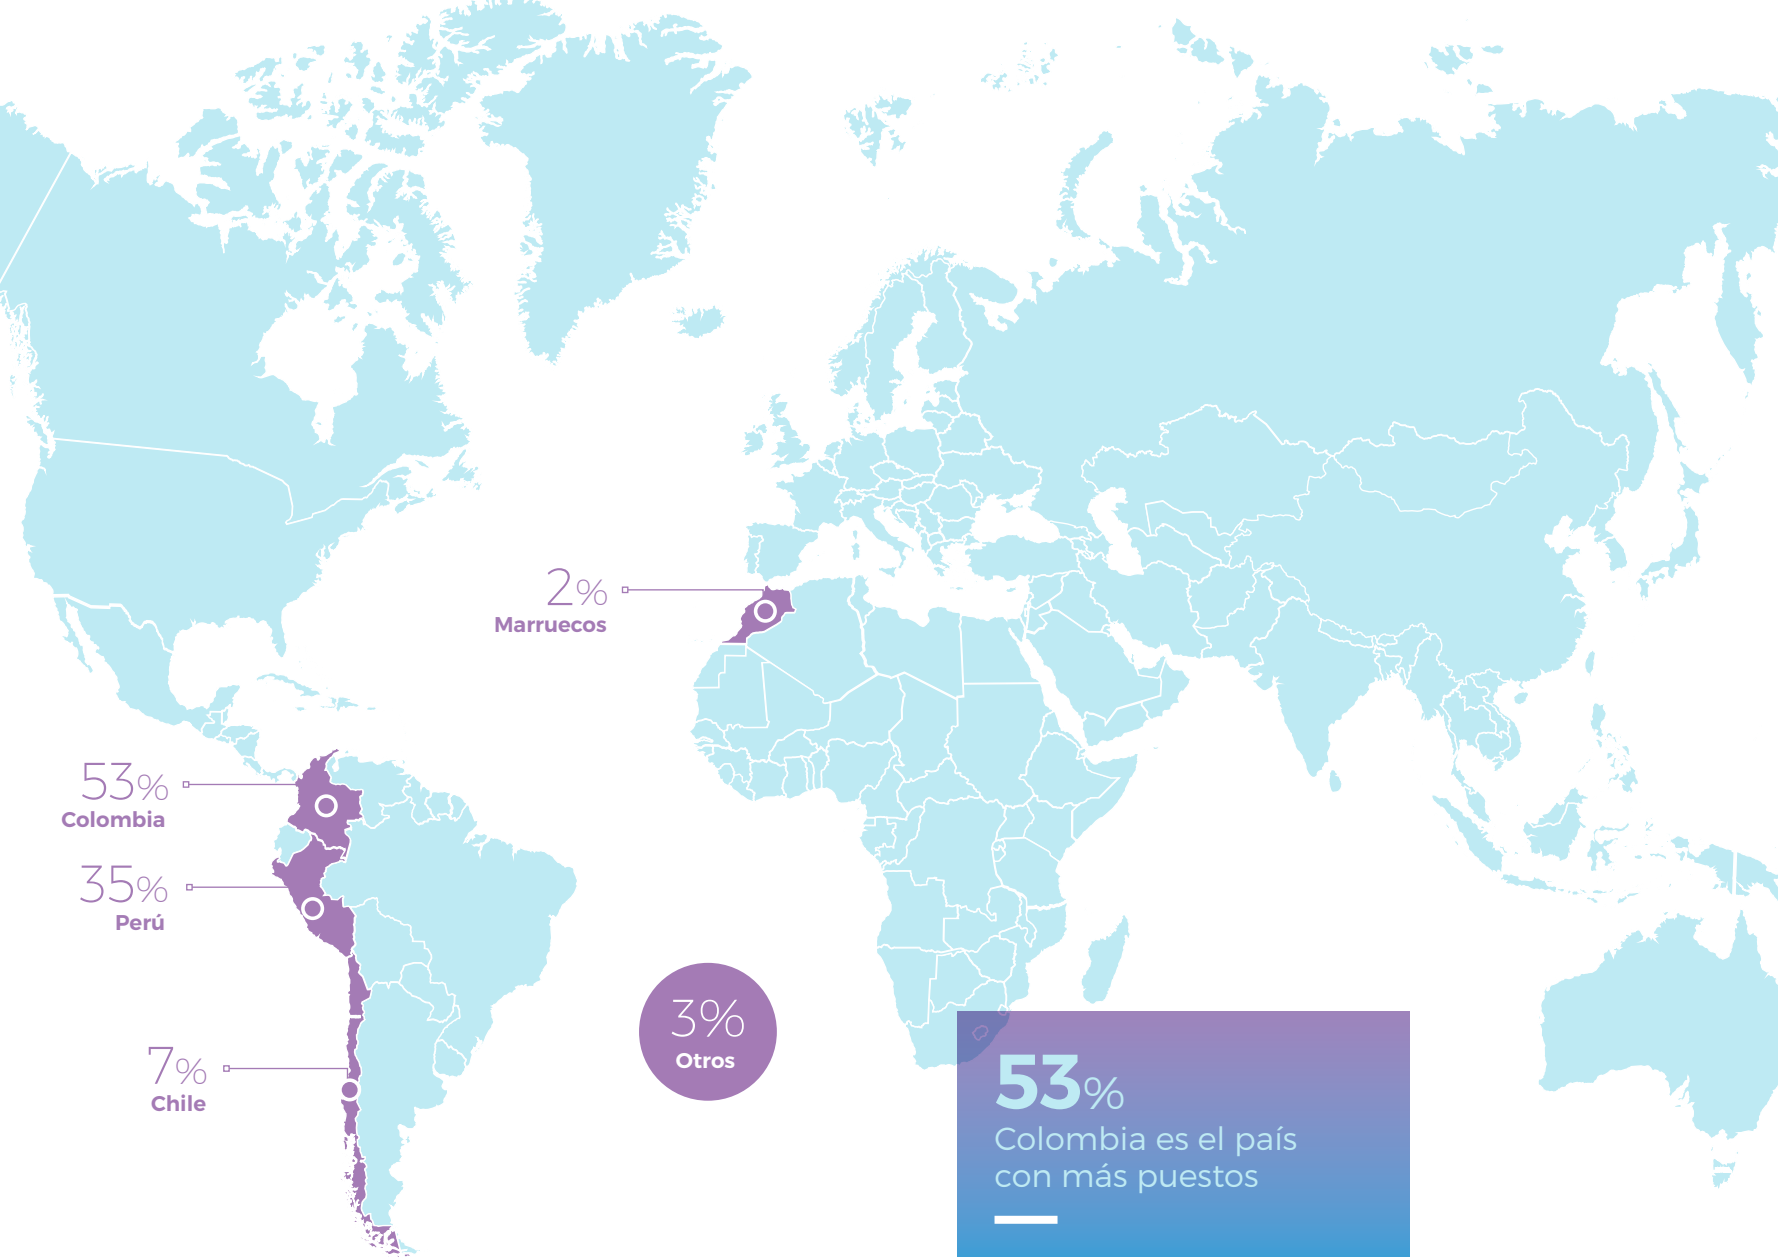 2%
Marruecos
53%
Colombia
35%
Perú
7%
Chile
3%
Otros
53%
Colombia es el país
con más puestos